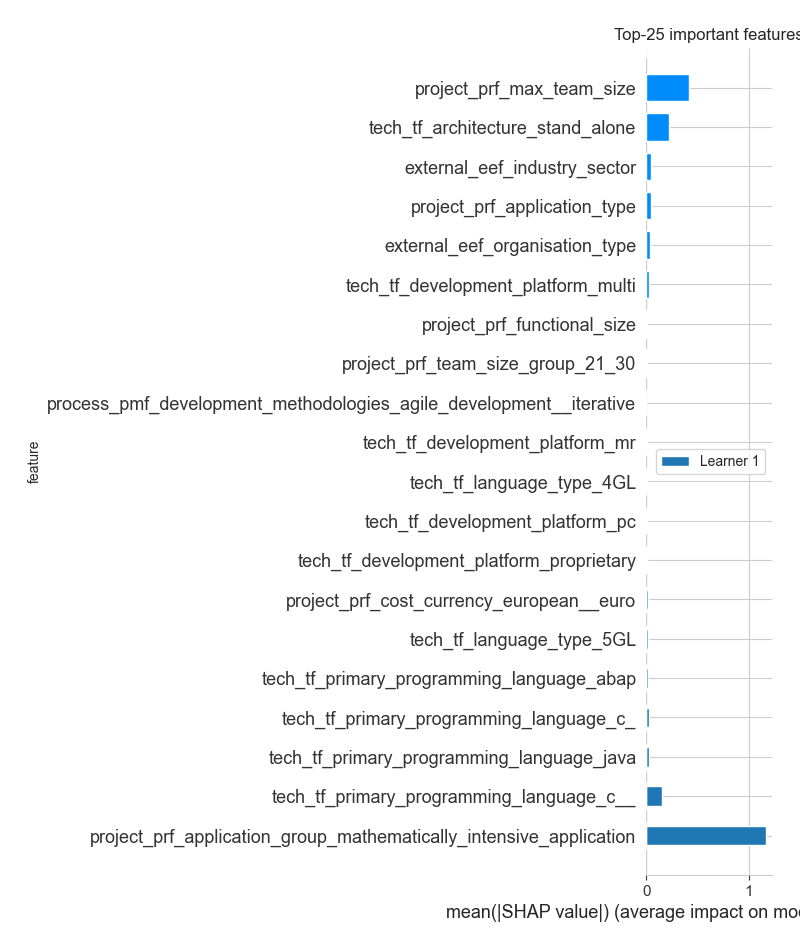 Top-25 important features
project_prf_max_team_size
tech_tf_architecture_stand_alone
external_eef_industry_sector
project_prf_application_type
external_eef_organisation_type
tech_tf_development_platform_multi
project_prf_functional_size
project_prf_team_size_group_21_30
process_pmf_development_methodologies_agile_development__iterative
tech_tf_development_platform_mr
feature
Learner 1
tech_tf_language_type_4GL
tech_tf_development_platform_pc
tech_tf_development_platform_proprietary
project_prf_cost_currency_european__euro
tech_tf_language_type_5GL
tech_tf_primary_programming_language_abap
tech_tf_primary_programming_language_c_
tech_tf_primary_programming_language_java
tech_tf_primary_programming_language_c__
project_prf_application_group_mathematically_intensive_application
0 1
mean(|SHAP value|) (average impact on mo